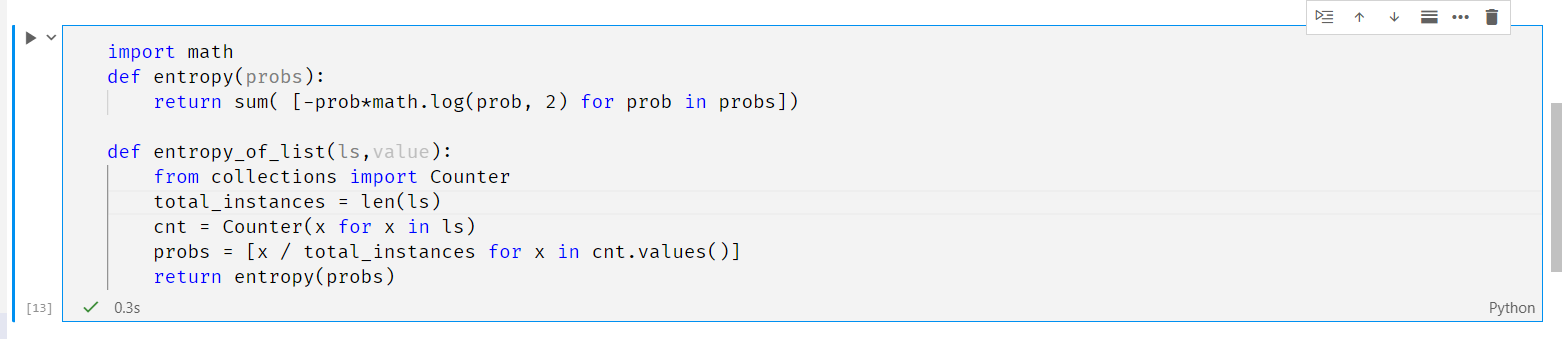 import math
def entropy(probs):
    return sum( [-prob*math.log(prob, 2) for prob in probs])
def entropy_of_list(ls,value):
    from collections import Counter
    total_instances = len(ls)
    cnt = Counter(x for x in ls)
    probs = [x / total_instances for x in cnt.values()]
    return entropy(probs)
[13] 0.3s Python